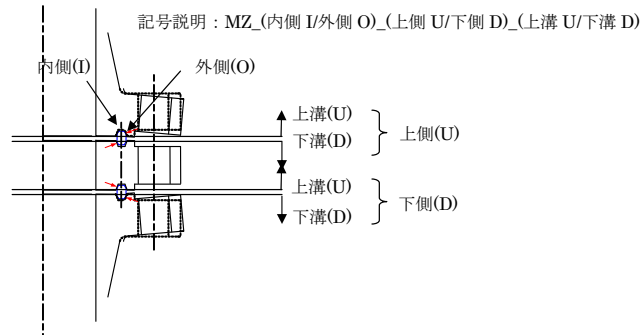 記号説明：MZ_(内側 I/外側 O)_(上側 U/下側 D)_(上溝 U/下溝 D)
内側(I)
外側(O)
上溝(U)
下溝(D)
上側(U)
上溝(U)
下溝(D)
下側(D)